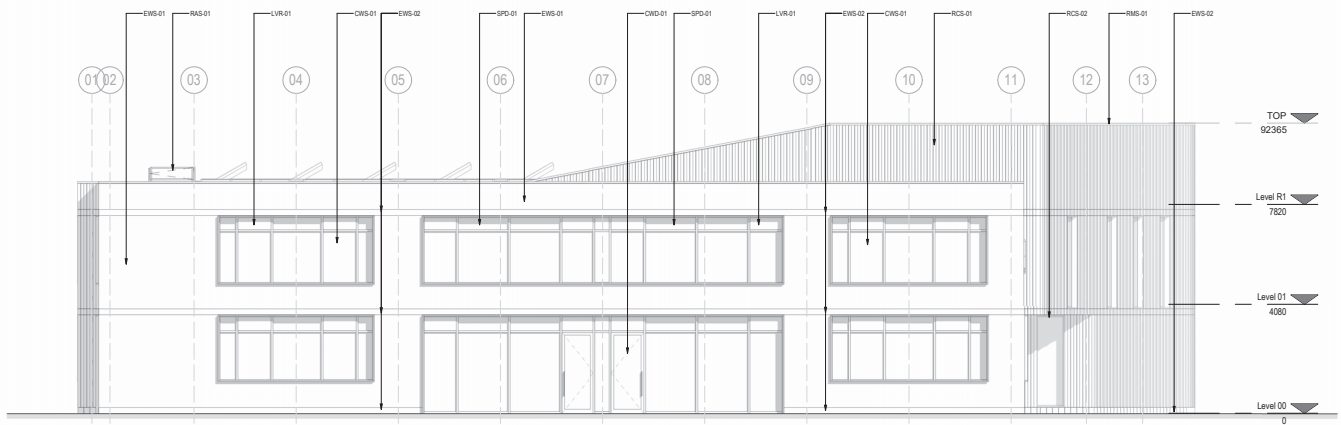 EWS-01
RAS-01
LVR-01
CWS-01
EWS-02
SPD-01
EWS-01
CWD-01
SPD-01
LVR-01
EWS-02
CWS-01
RCS-01
RCS-02
RMS-01
EWS-02
01
02
03
04
05
06
07
08
09
10
11
12
13
TOP
92365
Level R1
7820
Level 01
4080
Level 00
0